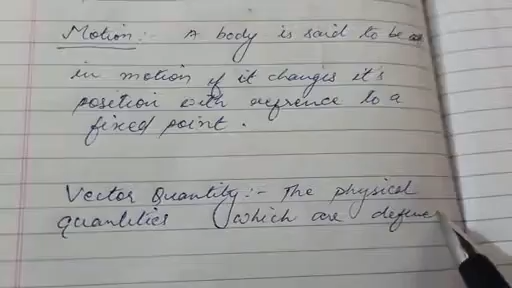 Motion:- A body is said to be
in motion if it changes it's
position with refrence to a
fixed point.
Vector Quantity:- The physical
quantities which are